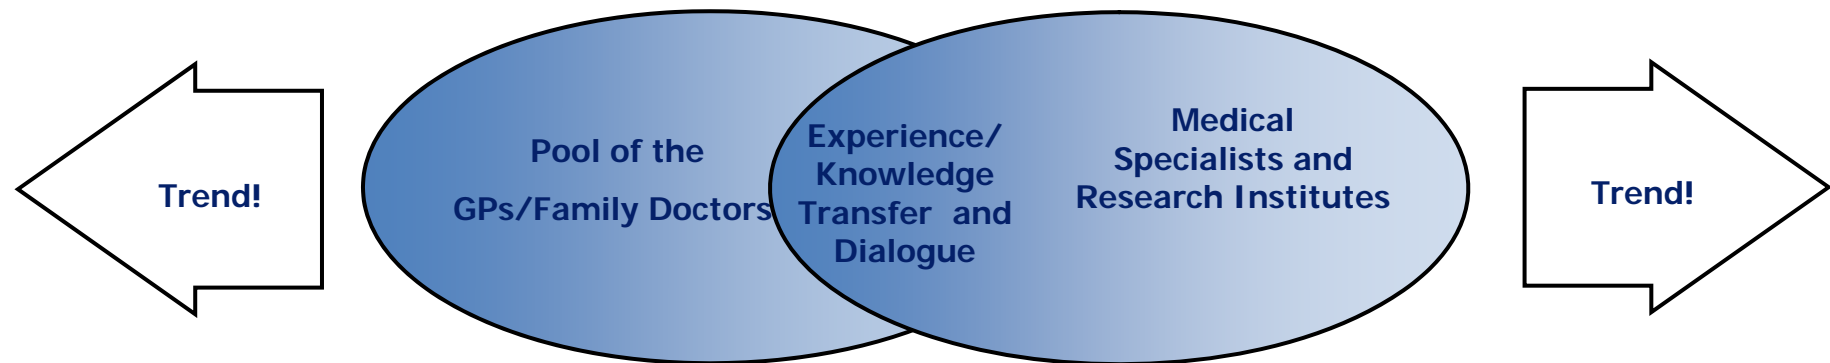 Trend!
Pool of the
GPs/Family Doctors
Experience/
Knowledge
Transfer and
Dialogue
Medical
Specialists and
Research Institutes
Trend!